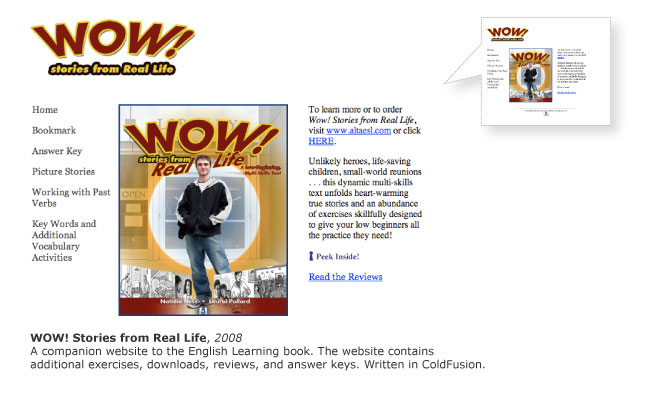 WOW!
stories from Real Life
Home
Bookmark
Answer Key
Picture Stories
Working with Past
Verbs
Key Words and
Additional
Vocabulary
Activities
WOW!
stories from
Real Life
A Low-Beginning,
Multi-Skills Text
OPEN
Laurel Pollard
To learn more or to order
Wow! Stories from Real Life,
visit www.altaesl.com or click
HERE.
Unlikely heroes, life-saving
children, small-world reunions
. . . this dynamic multi-skills
text unfolds heart-warming
true stories and an abundance
of exercises skillfully designed
to give your low beginners all
the practice they need!
Peek Inside!
Read the Reviews
WOW!
WOW! Stories from Real Life, 2008
A companion website to the English Learning book. The website contains
additional exercises, downloads, reviews, and answer keys. Written in ColdFusion.